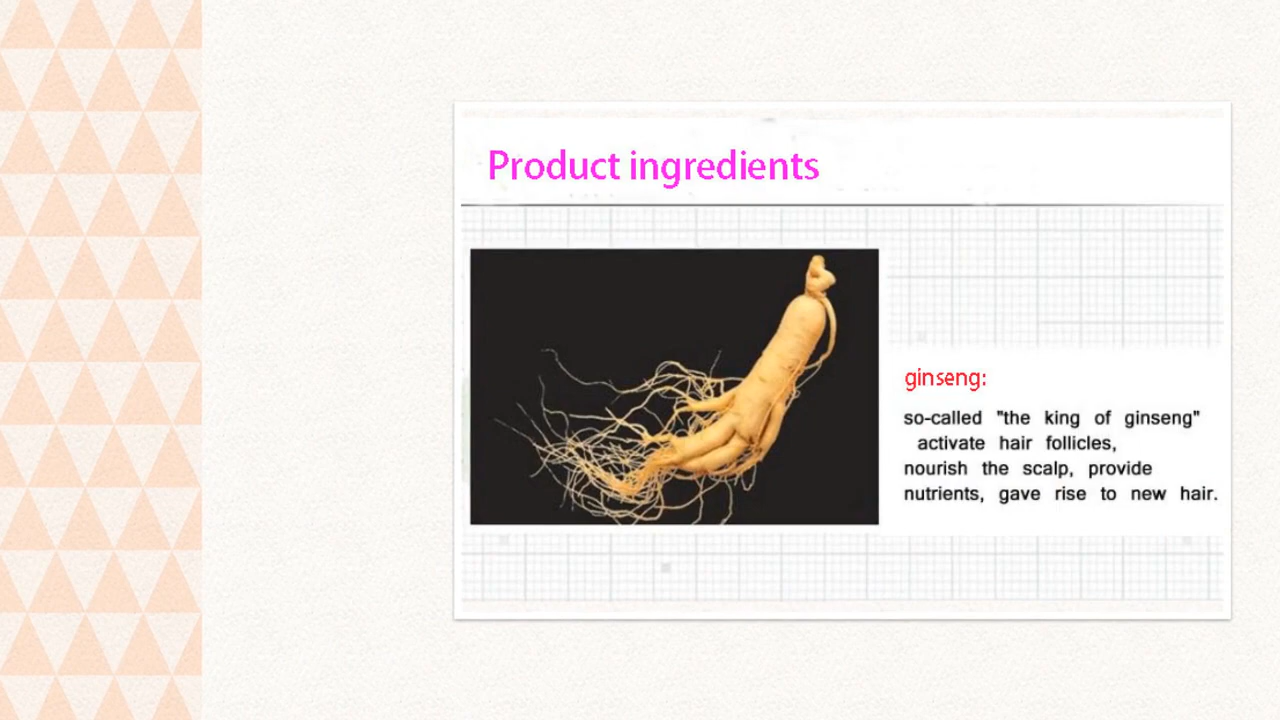 Product ingredients
ginseng:
so-called "the king of ginseng"
activate hair follicles,
nourish the scalp, provide
nutrients, gave rise to new hair.